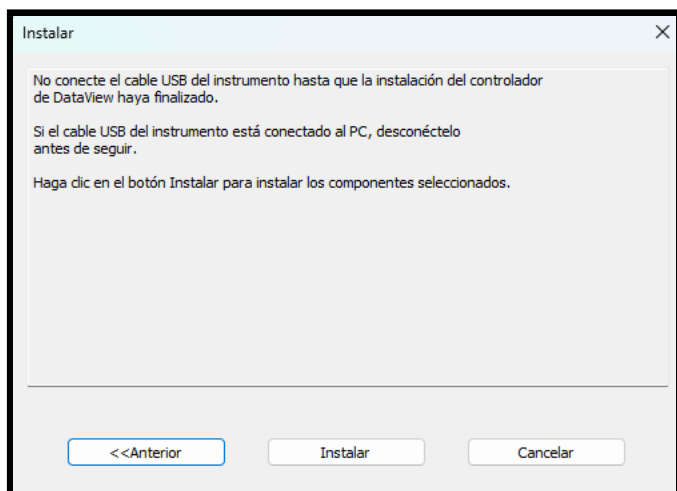 Instalar
No conecte el cable USB del instrumento hasta que la instalación del controlador
de DataView haya finalizado.
Si el cable USB del instrumento está conectado al PC, desconéctelo
antes de seguir.
Haga clic en el botón Instalar para instalar los componentes seleccionados.
<<Anterior
Instalar
Cancelar